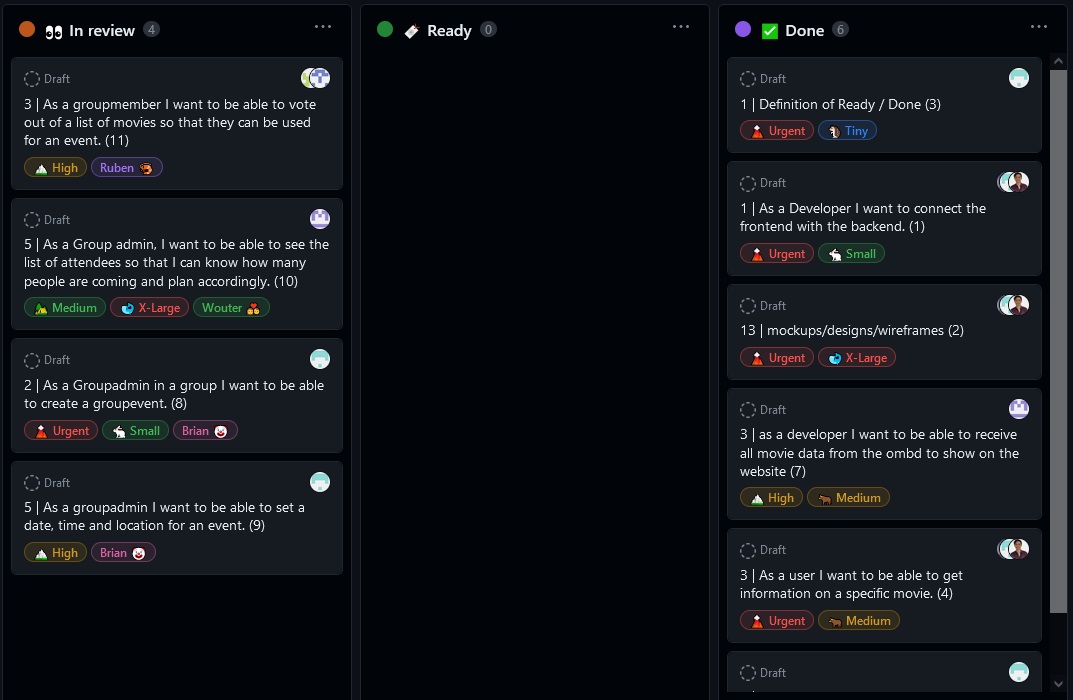 In review 4
Draft
3 | As a groupmember I want to be able to vote
out of a list of movies so that they can be used
for an event. (11)
High Ruben
Draft
5 | As a Group admin, I want to be able to see the
list of attendees so that I can know how many
people are coming and plan accordingly. (10)
Medium X-Large Wouter
Draft
2 | As a Groupadmin in a group I want to be able
to create a groupevent. (8)
Urgent Small Brian
Draft
5 | As a groupadmin I want to be able to set a
date, time and location for an event. (9)
High Brian
Ready 0
Done 6
Draft
1 | Definition of Ready / Done (3)
Urgent Tiny
Draft
1 | As a Developer I want to connect the
frontend with the backend. (1)
Urgent Small
Draft
13 | mockups/designs/wireframes (2)
Urgent X-Large
Draft
3 | as a developer I want to be able to receive
all movie data from the ombd to show on the
website (7)
High Medium
Draft
3 | As a user I want to be able to get
information on a specific movie. (4)
Urgent Medium
Draft